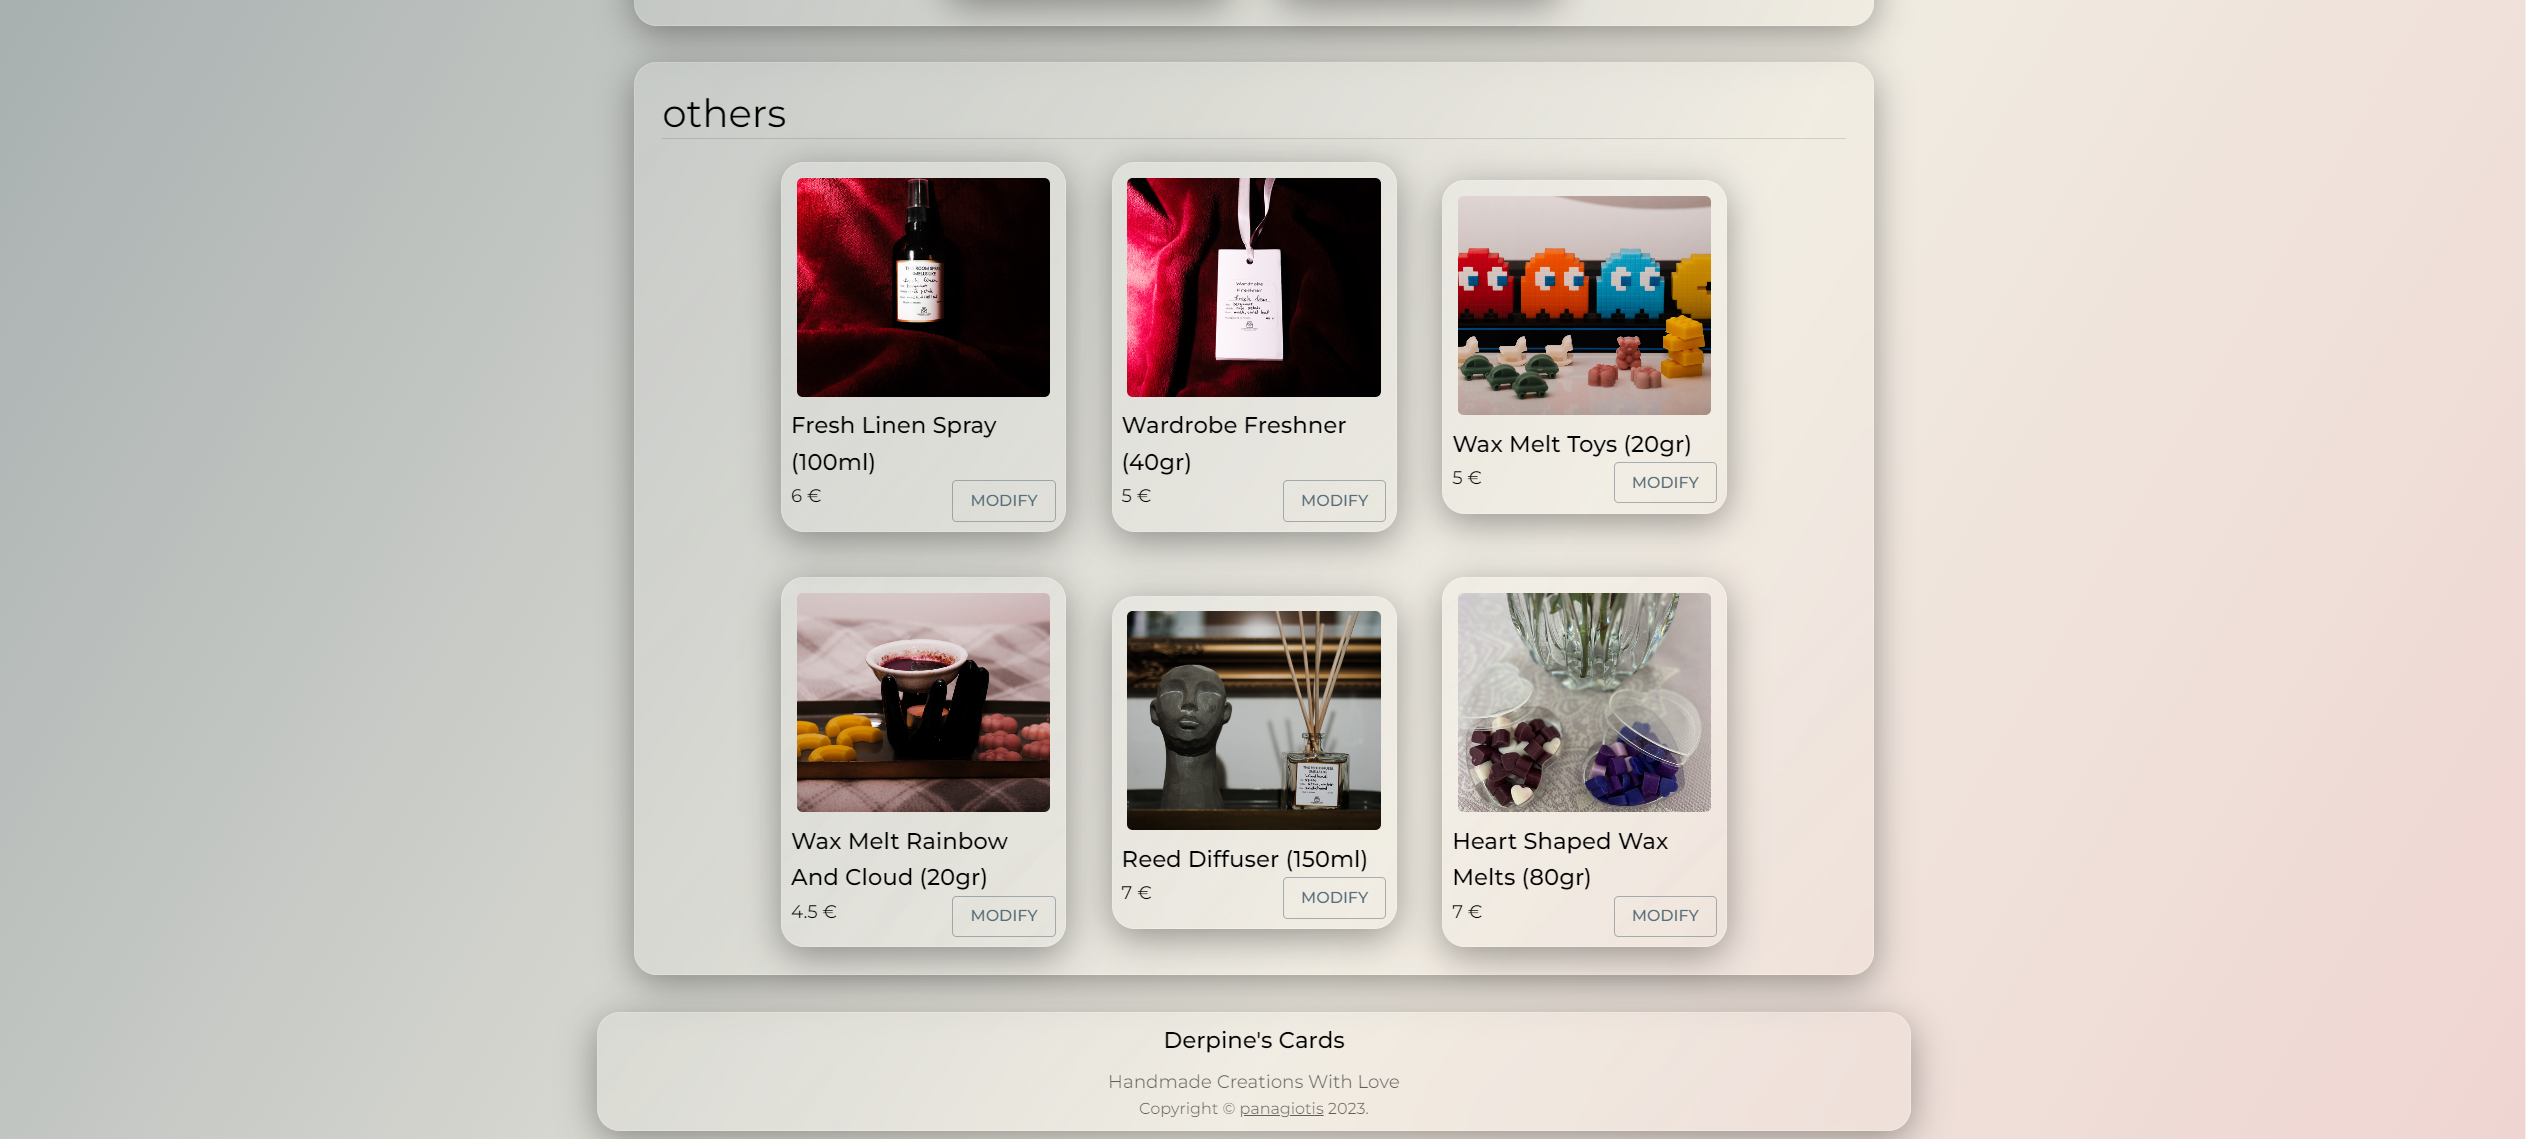 others
Fresh Linen Spray
(100ml)
6 €
MODIFY
Wardrobe Freshner
(40gr)
5 €
MODIFY
Wax Melt Toys (20gr)
5 €
MODIFY
Wax Melt Rainbow
And Cloud (20gr)
4.5 €
MODIFY
Reed Diffuser (150ml)
7 €
MODIFY
Heart Shaped Wax
Melts (80gr)
7 €
MODIFY
Derpine's Cards
Handmade Creations With Love
Copyright © panagiotis 2023.